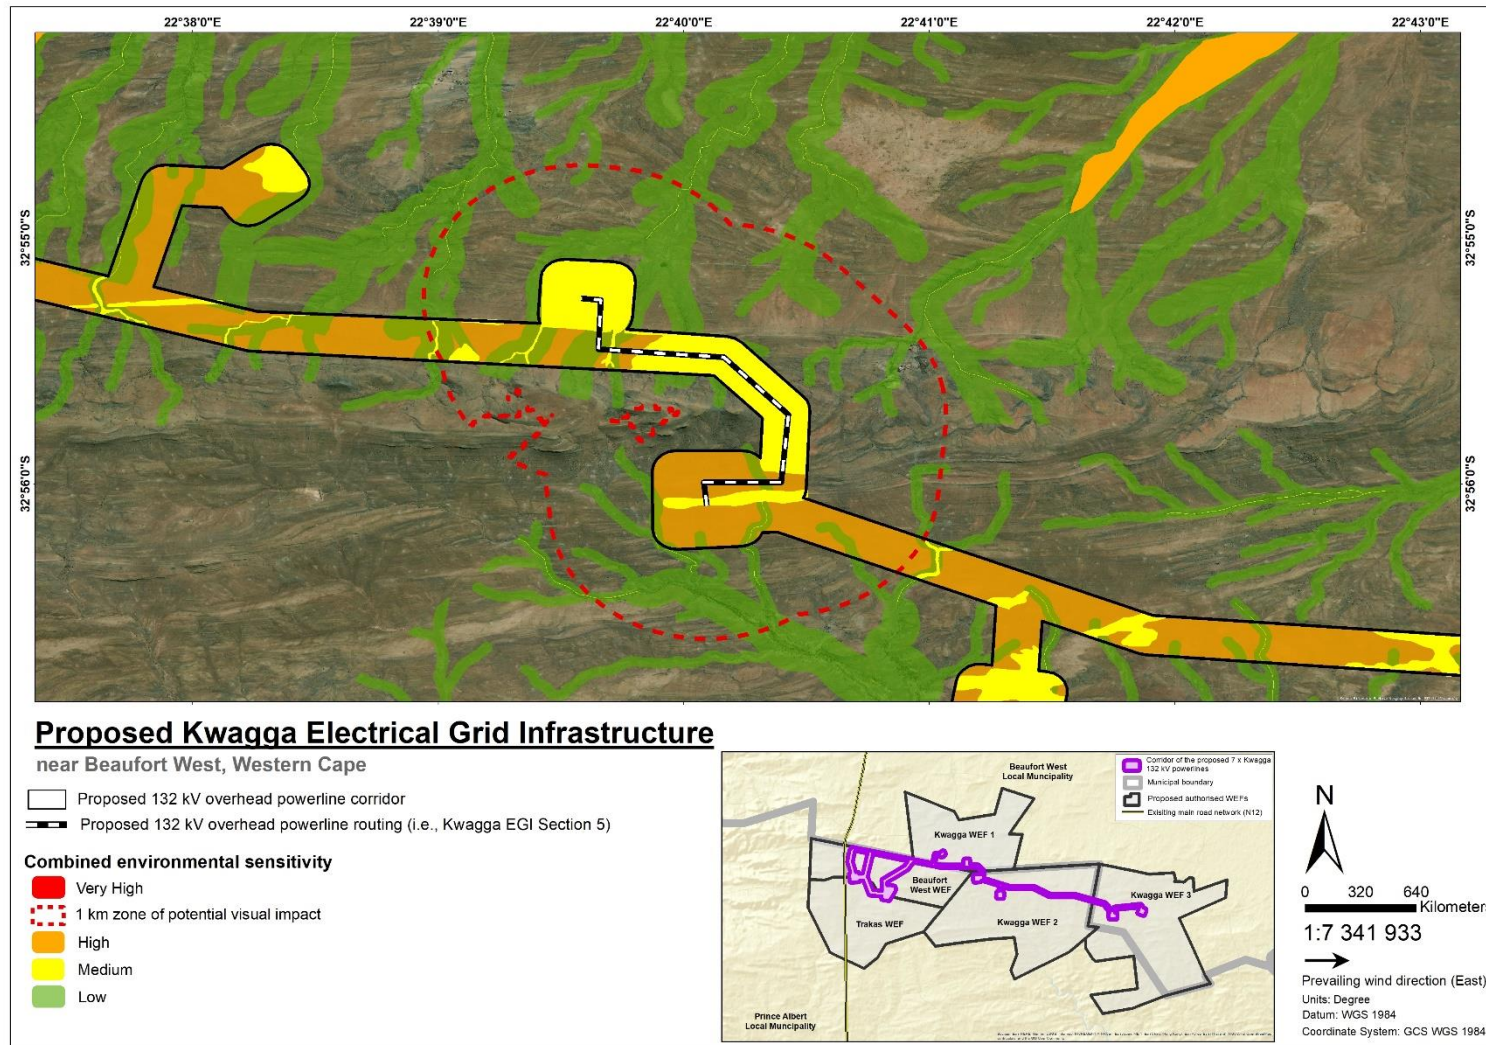 22°38'0"E
22°39'0"E
22°40'0"E
22°41'0"E
22°42'0"E
22°43'0"E
32°55'0"S
32°55'0"S
32°56'0"S
32°56'0"S
Proposed Kwagga Electrical Grid Infrastructure
near Beaufort West, Western Cape
Proposed 132 kV overhead powerline corridor
Proposed 132 kV overhead powerline routing (i.e., Kwagga EGI Section 5)
Combined environmental sensitivity
Very High
1 km zone of potential visual impact
High
Medium
Low
Beaufort West
Local Muncipality
Corridor of the proposed 7 x Kwagga
132 kV powerlines
Municipal boundary
Proposed authorised WEFs
Exisiting main road network (N12)
Kwagga WEF 1
Beaufort
West WEF
Kwagga WEF 3
Trakas WEF
Kwagga WEF 2
Prince Albert
Local Muncipality
N
0 320 640
Kilometers
1:7 341 933
Prevailing wind direction (East)
Units: Degree
Datum: WGS 1984
Coordinate System: GCS WGS 1984